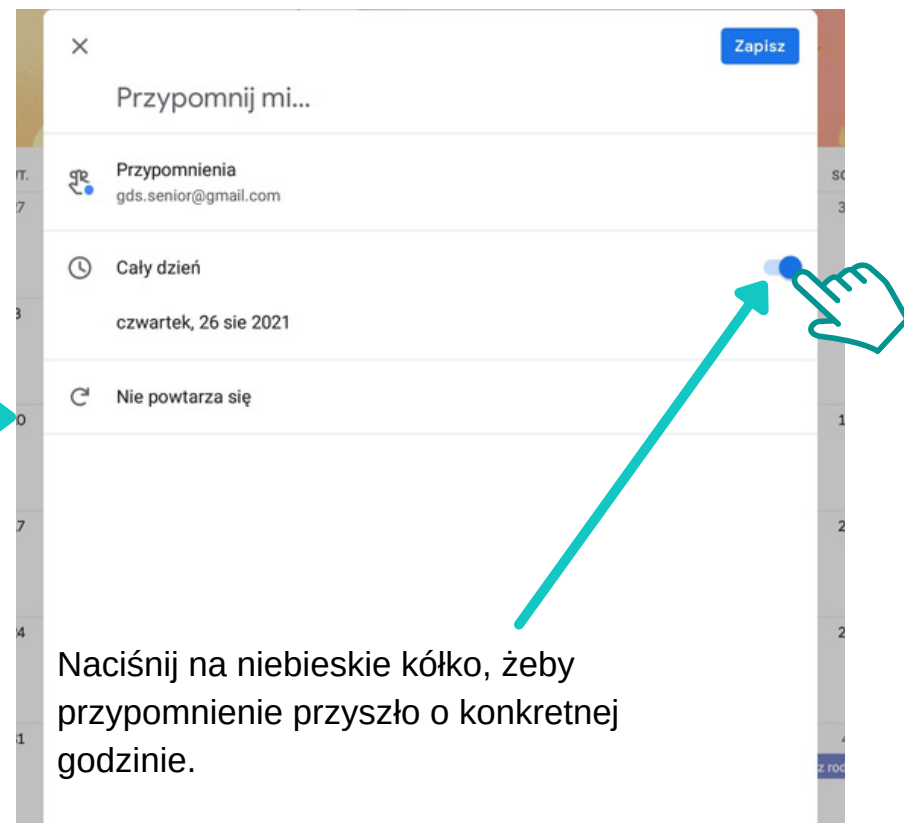 Zapisz
Przypomnij mi...
Przypomnienia
gds.senior@gmail.com
Cały dzień
czwartek, 26 sie 2021
Nie powtarza się
Naciśnij na niebieskie kółko, żeby
przypomnienie przyszło o konkretnej
godzinie.